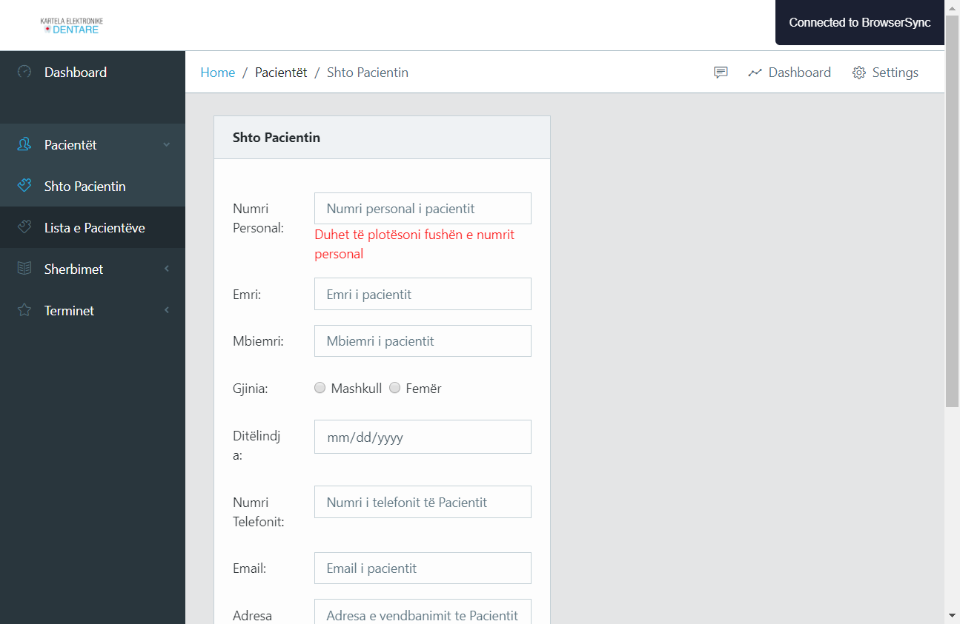 KARTELA ELEKTRONIKE
DENTARE
Connected to BrowserSync
Dashboard
Home / Pacientët / Shto Pacientin
Dashboard
Settings
Pacientët
Shto Pacientin
Lista e Pacientëve
Sherbimet
Terminet
Shto Pacientin
Numri
Personal:
Numri personal i pacientit
Duhet të plotësoni fushën e numrit
personal
Emri:
Emri i pacientit
Mbiemri:
Mbiemri i pacientit
Gjinia:
Mashkull
Femër
Ditëlindj
a:
mm/dd/yyyy
Numri
Telefonit:
Numri i telefonit të Pacientit
Email:
Email i pacientit
Adresa
Adresa e vendbanimit te Pacientit